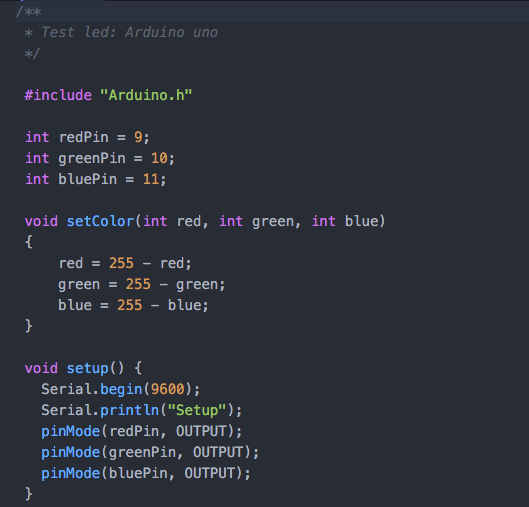 /**
 * Test led: Arduino uno
 */
#include "Arduino.h"
int redPin = 9;
int greenPin = 10;
int bluePin = 11;
void setColor(int red, int green, int blue)
{
    red = 255 - red;
    green = 255 - green;
    blue = 255 - blue;
}
void setup() {
  Serial.begin(9600);
  Serial.println("Setup");
  pinMode(redPin, OUTPUT);
  pinMode(greenPin, OUTPUT);
  pinMode(bluePin, OUTPUT);
}